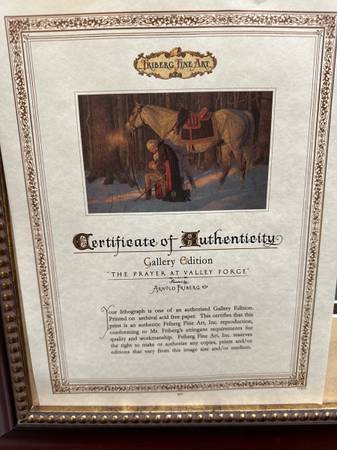 FRIBERG FINE ART
Certificate of Authenticity
Gallery Edition
"THE PRAYER AT VALLEY FORGE"
Painted by
ARNOLD FRIBERG
Your lithograph is one of an authorized Gallery Edition.
Printed on archival acid free paper. This certifies that this
print is an authentic Friberg Fine Art, Inc. reproduction,
conforming to Mr. Friberg's stringent requirements for
quality and workmanship. Friberg Fine Art, Inc. reserves
the right to make or authorize any copies, prints and/or
editions that vary from this image size and/or medium.